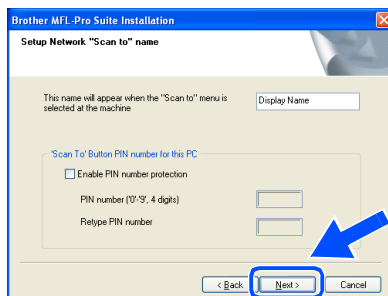 Brother MFL-Pro Suite Installation
Setup Network "Scan to" name
This name will appear when the "Scan to" menu is
selected at the machine
Display Name
'Scan To' Button PIN number for this PC
Enable PIN number protection
PIN number ('0'-'9', 4 digits)
Retype PIN number
< Back
Next >
Cancel